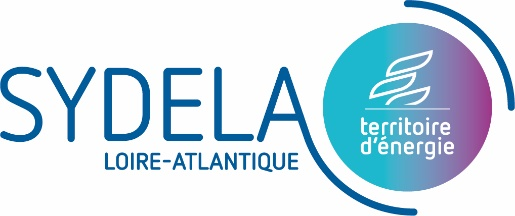 SYDELA
LOIRE-ATLANTIQUE
territoire
d'énergie